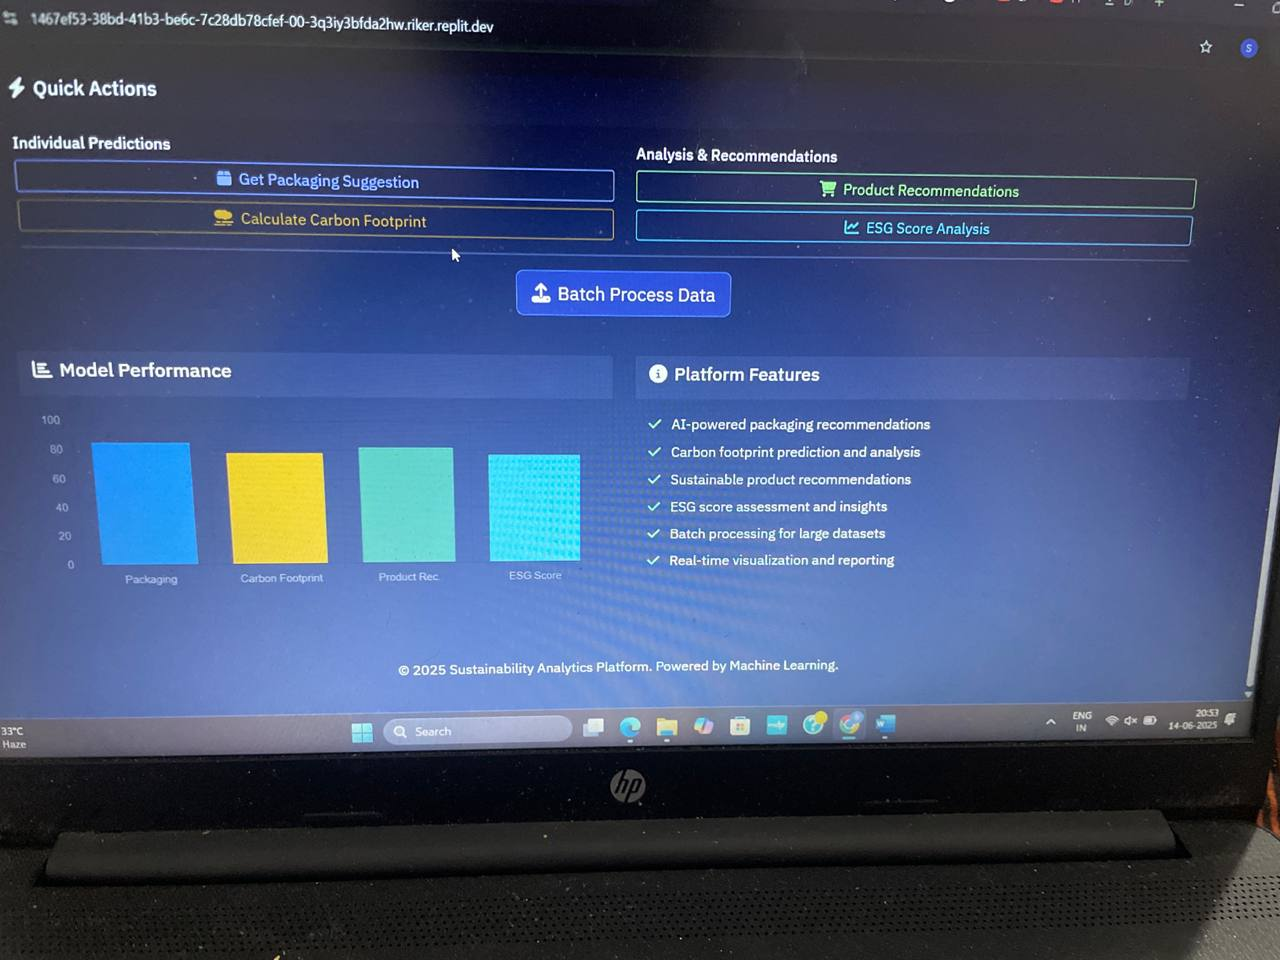 1467ef53-38bd-41b3-be6c-7c28db78cfef-00-3q3iy3bfda2hw.riker.replit.dev
S
Quick Actions
Individual Predictions
Get Packaging Suggestion
Calculate Carbon Footprint
Analysis & Recommendations
Product Recommendations
ESG Score Analysis
Batch Process Data
Model Performance
100
80
60
40
20
0
Packaging
Carbon Footprint
Product Rec.
ESG Score
Platform Features
AI-powered packaging recommendations
Carbon footprint prediction and analysis
Sustainable product recommendations
ESG score assessment and insights
Batch processing for large datasets
Real-time visualization and reporting
© 2025 Sustainability Analytics Platform. Powered by Machine Learning.
33°C
Haze
Search
ENG
IN
20:53
14-06-2025
hp